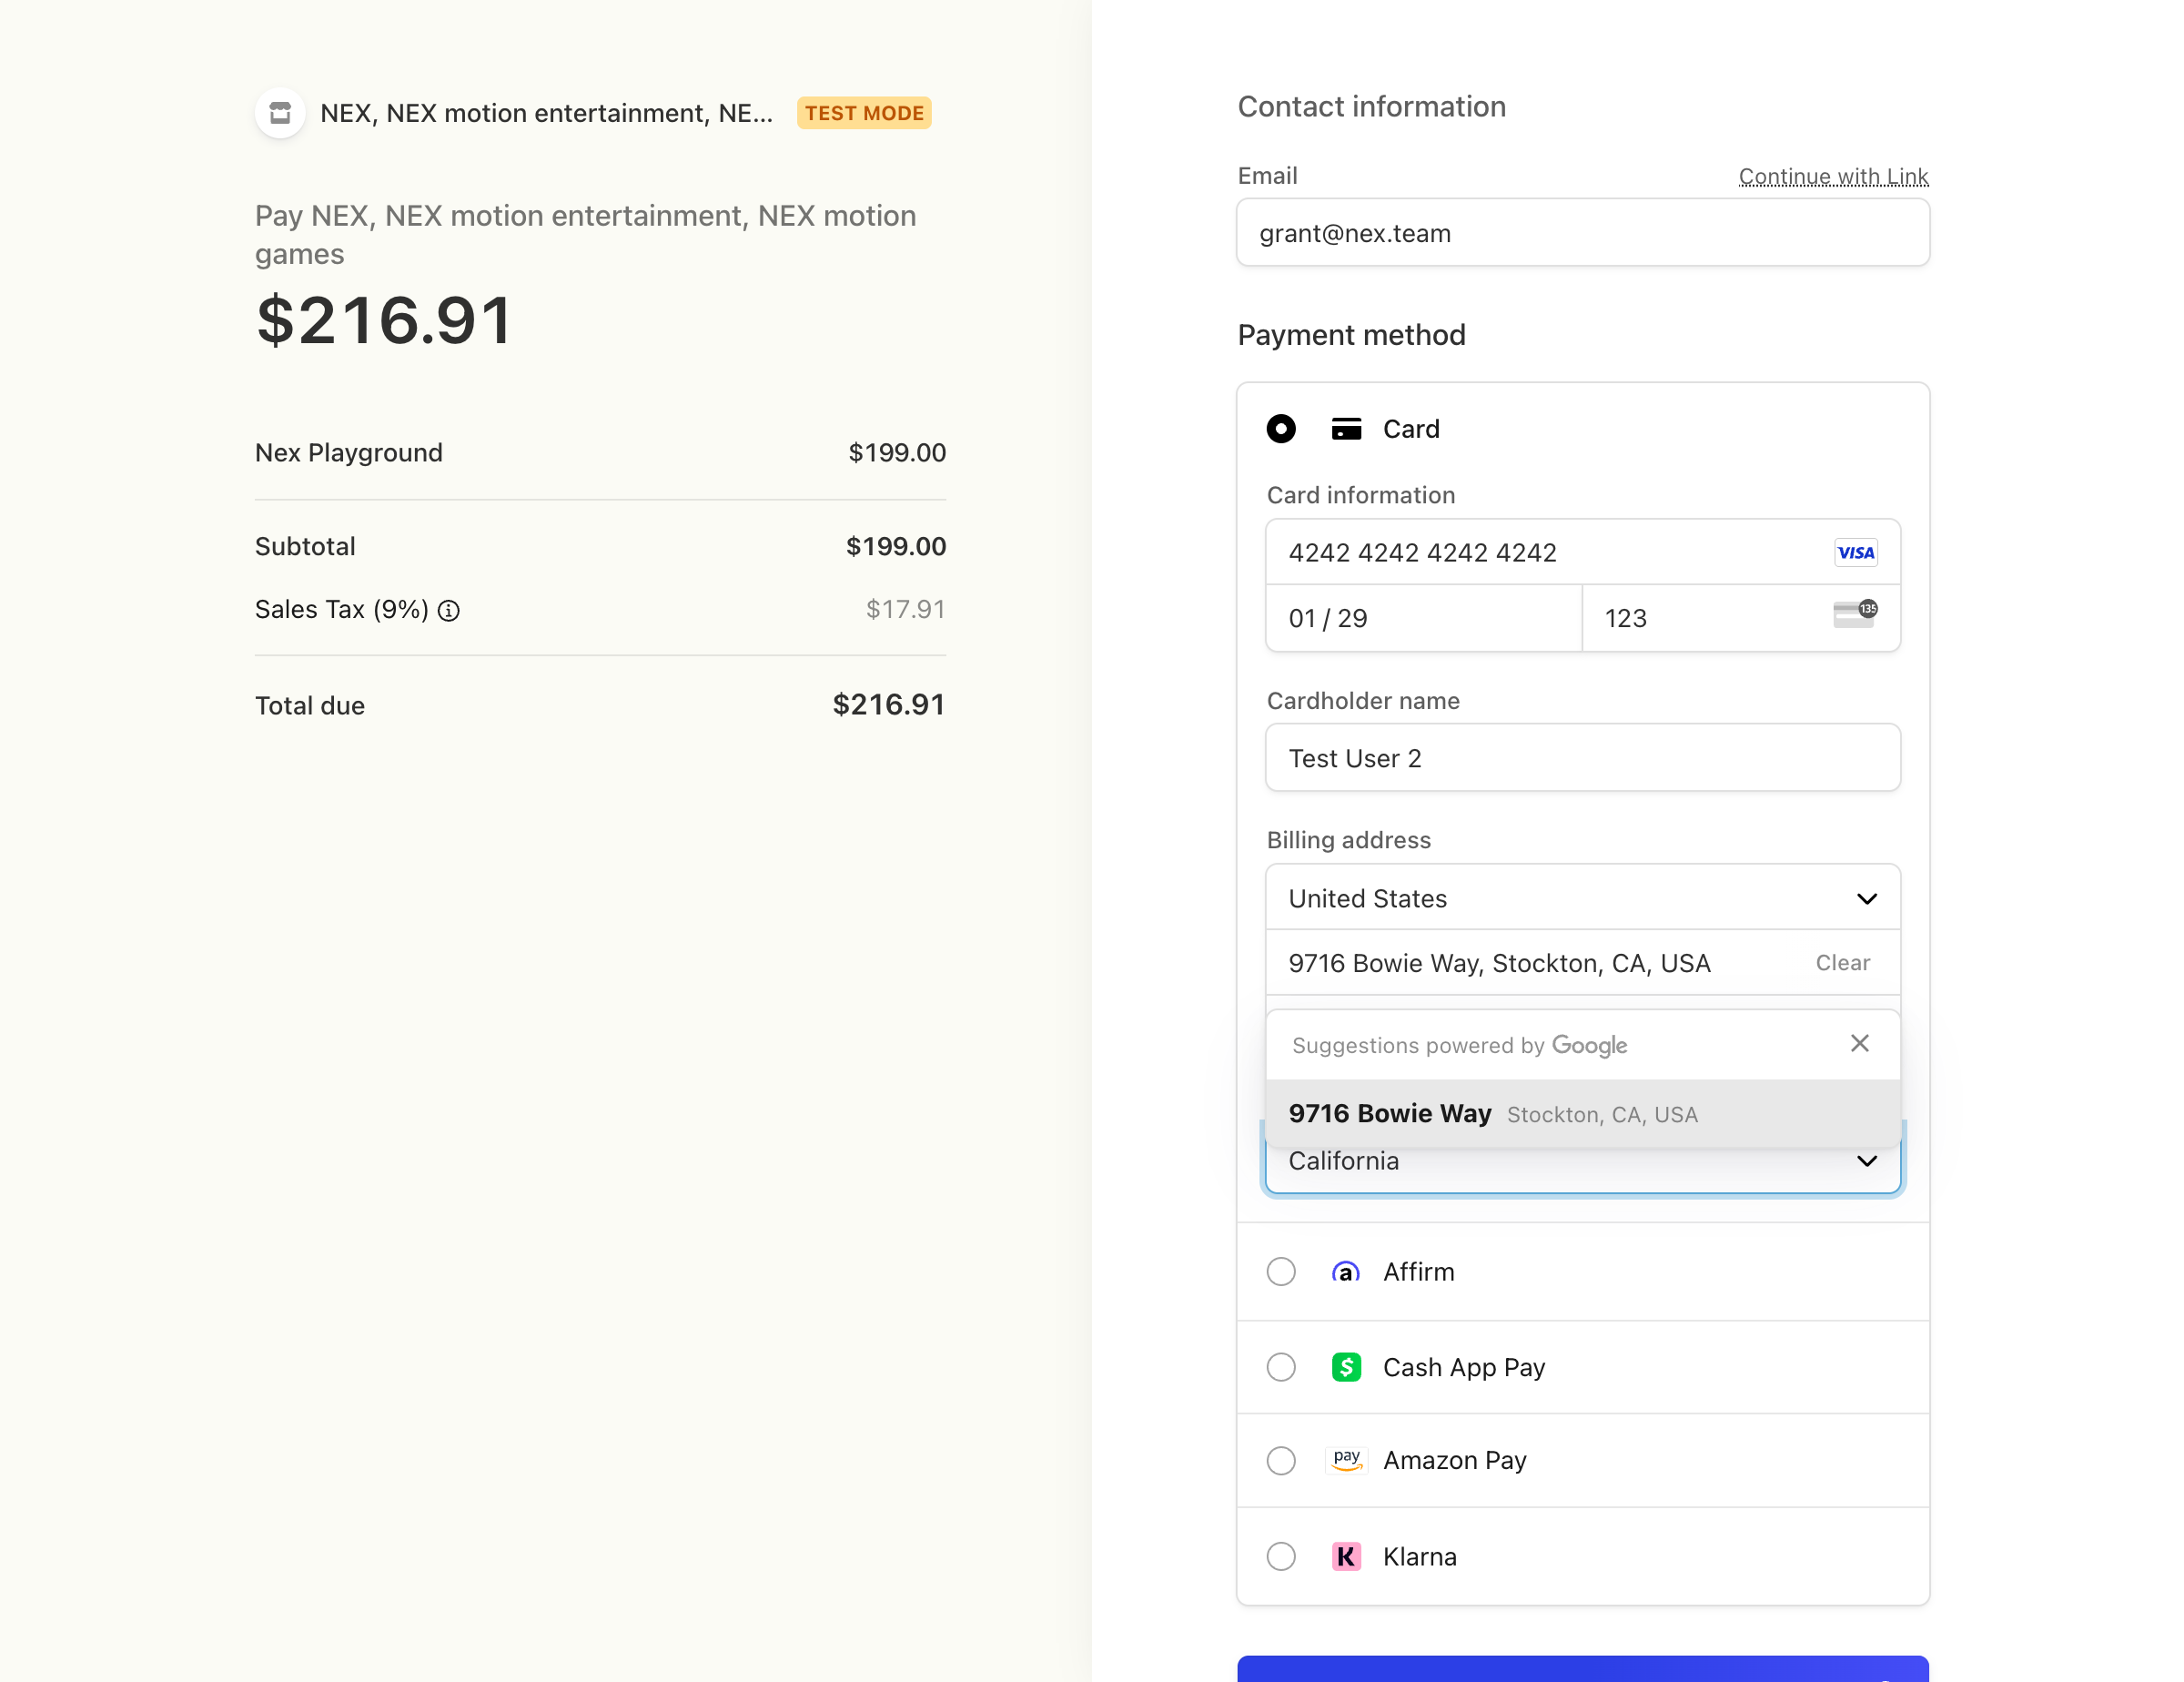 NEX, NEX motion entertainment, NE...
TEST MODE
Pay NEX, NEX motion entertainment, NEX motion
games
$216.91
Nex Playground $199.00
Subtotal $199.00
Sales Tax (9%) $17.91
Total due $216.91
Contact information
Email Continue with Link
grant@nex.team
Payment method
Card
Card information
4242 4242 4242 4242 VISA
01 / 29 123 135
Cardholder name
Test User 2
Billing address
United States
9716 Bowie Way, Stockton, CA, USA Clear
Suggestions powered by Google
9716 Bowie Way Stockton, CA, USA
California
a Affirm
$ Cash App Pay
pay Amazon Pay
K Klarna